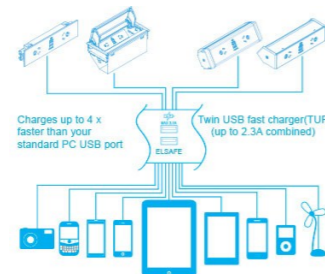 Charges up to 4 x
faster than your
standard PC USB port
Twin USB fast charger(TUF
(up to 2.3A combined)
ELSAFE